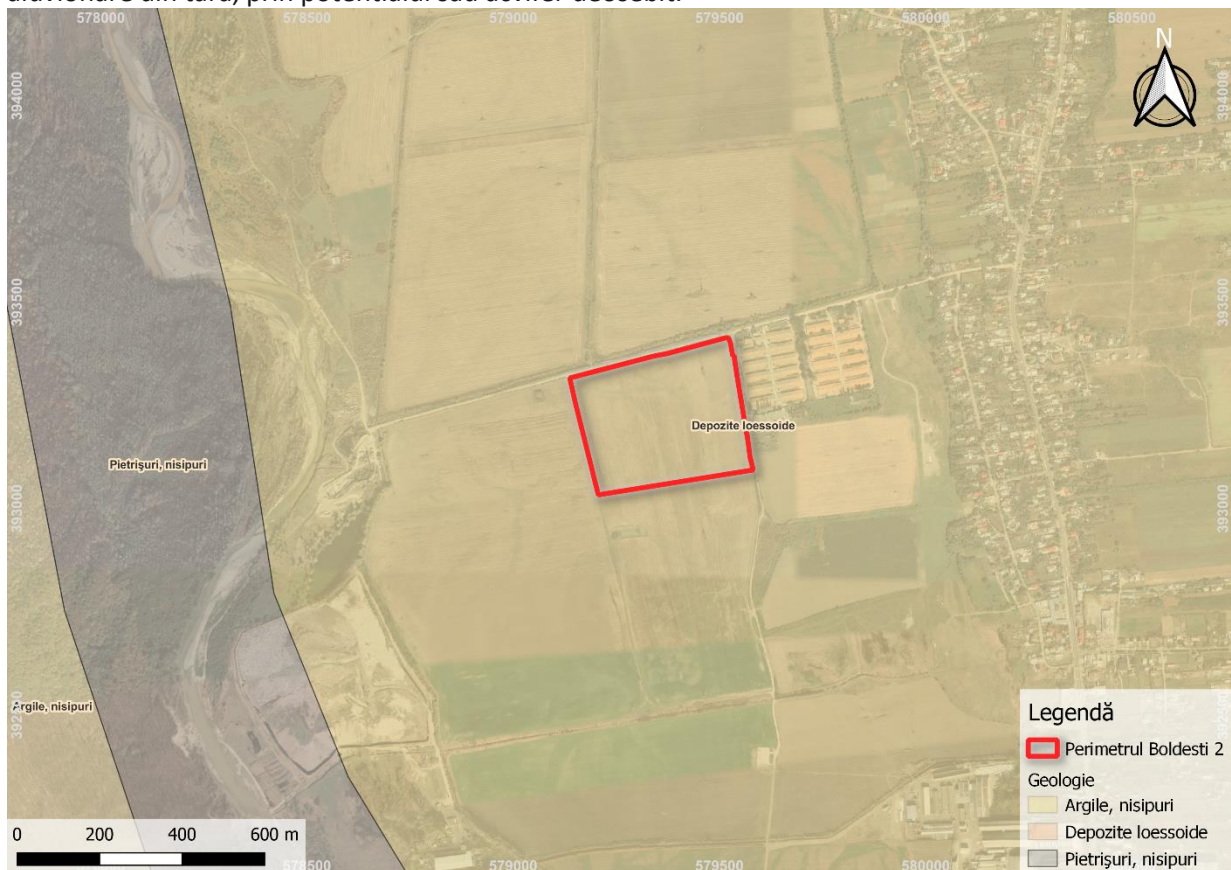 578000 578500 579000 579500 580000 580500
N
394000 394000
393500 393500
Depozite loessoide
Pietrişuri, nisipuri
393000 393000
Argile, nisipuri
Legendă
Perimetrul Boldesti 2
Geologie
Argile, nisipuri
Depozite loessoide
Pietrişuri, nisipuri
0 200 400 600 m
578500 579000 579500 580000